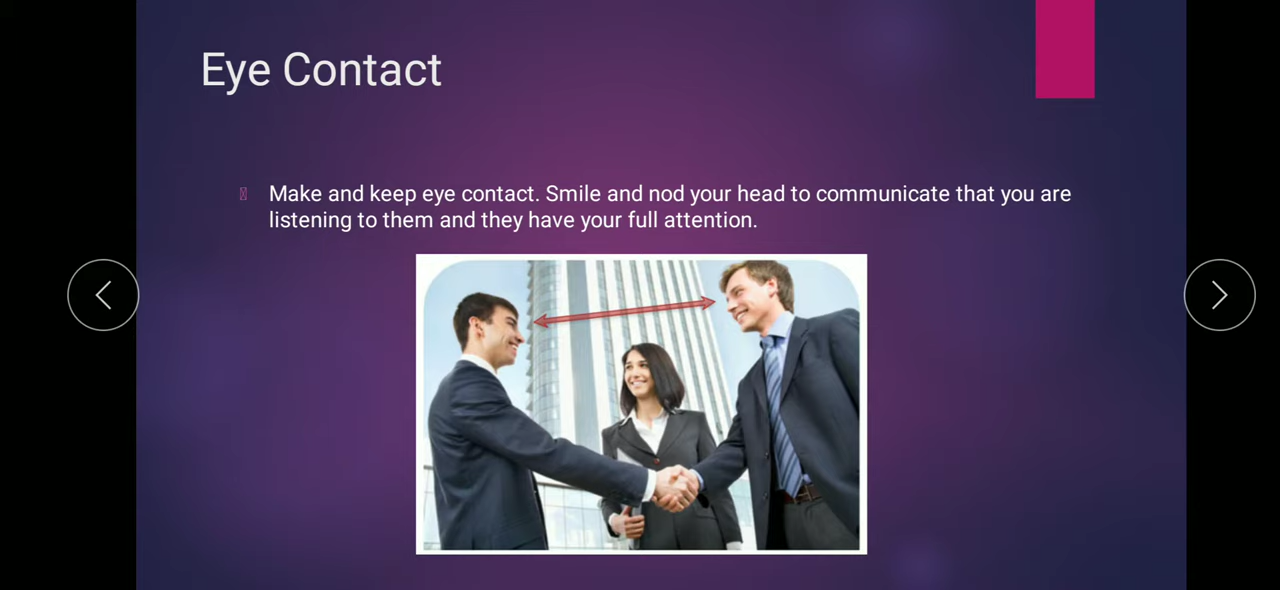 Eye Contact
Make and keep eye contact. Smile and nod your head to communicate that you are
listening to them and they have your full attention.